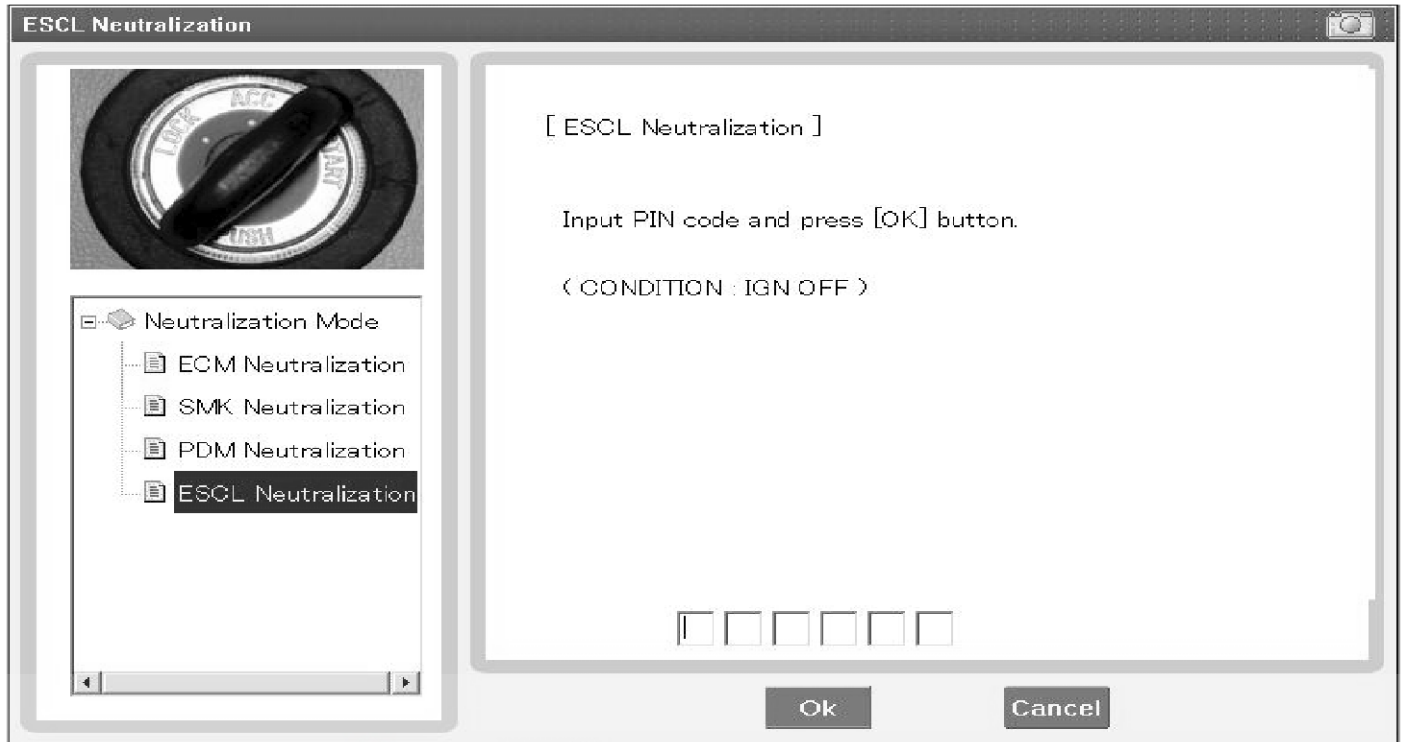 ESCL Neutralization
LOCK
ACC
START
PUSH
Neutralization Mode
ECM Neutralization
SMK Neutralization
PDM Neutralization
ESCL Neutralization
[ ESCL Neutralization ]
Input PIN code and press [OK] button.
( CONDITION : IGN OFF )
Ok
Cancel